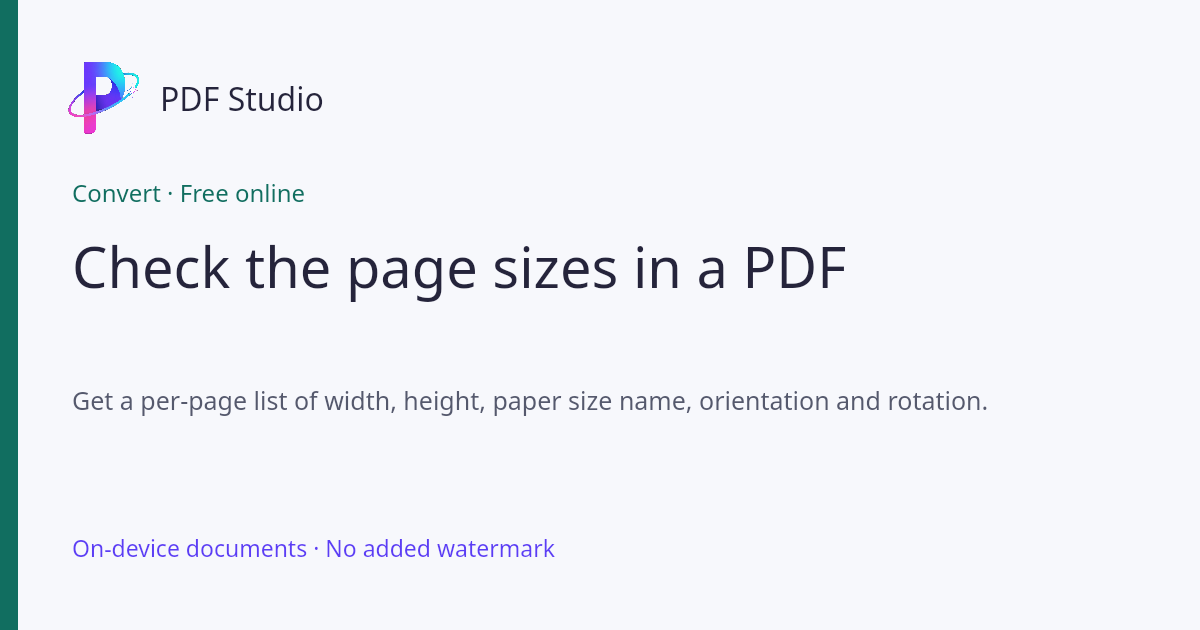 PDF Studio
Convert · Free online
Check the page sizes in a PDF
Get a per-page list of width, height, paper size name, orientation and rotation.
On-device documents · No added watermark